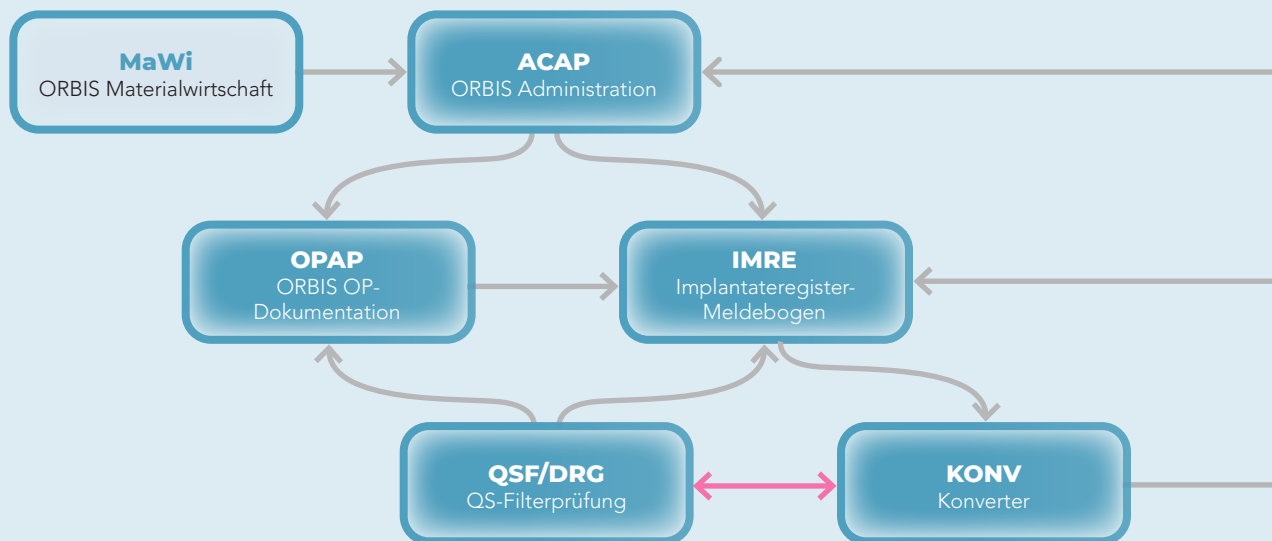 MaWi
ORBIS Materialwirtschaft
ACAP
ORBIS Administration
OPAP
ORBIS OP-
Dokumentation
IMRE
Implantateregister-
Meldebogen
QSF/DRG
QS-Filterprüfung
KONV
Konverter